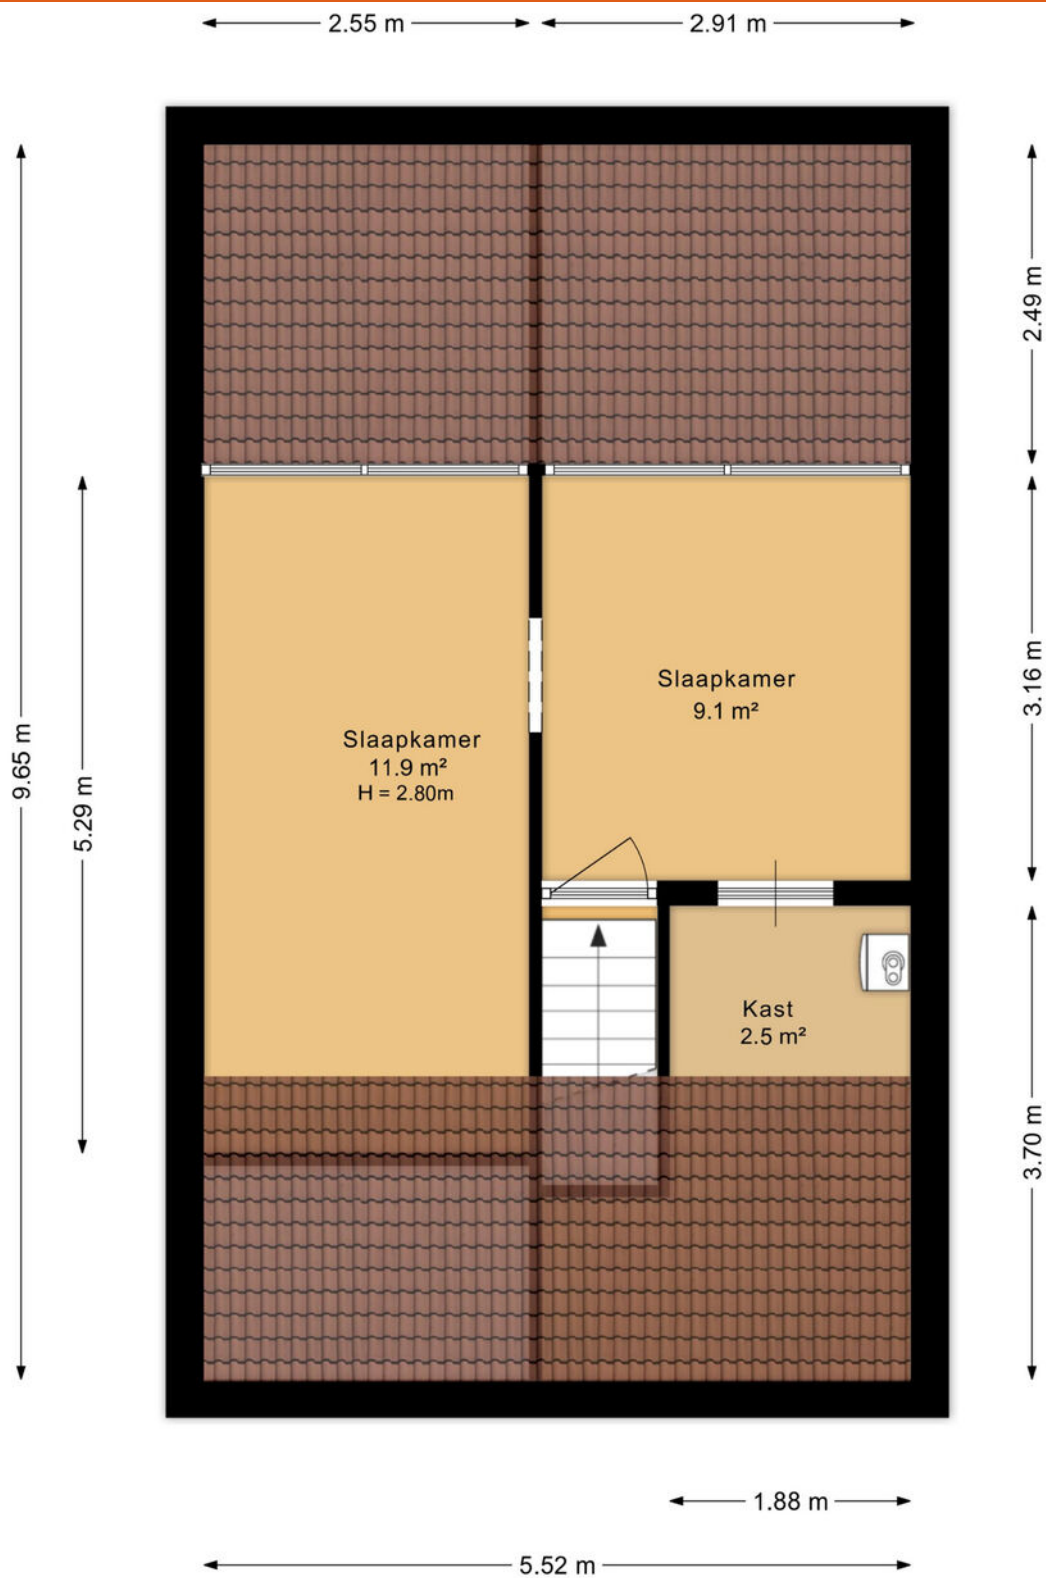 2.55 m
2.91 m
2.49 m
9.65 m
5.29 m
3.16 m
Slaapkamer
9.1 m²
Slaapkamer
11.9 m²
H = 2.80m
Kast
2.5 m²
3.70 m
1.88 m
5.52 m